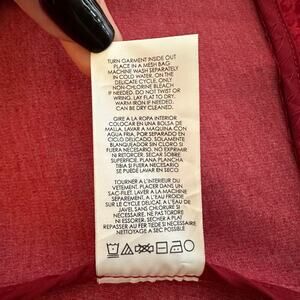 TURN GARMENT INSIDE OUT
PLACE IN A MESH BAG
MACHINE WASH SEPARATELY
IN COLD WATER, ON THE
DELICATE CYCLE, ONLY
NON-CHLORINE BLEACH
IF NEEDED. DO NOT TWIST OR
WRING. LAY FLAT TO DRY.
WARM IRON IF NEEDED.
CAN BE DRY CLEANED.
GIRE A LA ROPA INTERIOR
COLOCAR EN UNA BOLSA DE
MALLA, LAVAR A MAQUINA CON
AGUA FRIA, POR SEPARADO EN
CICLO DELICADO. SOLAMENTE
BLANQUEADOR SIN CLORO SI
FUERA NECESARIO. NO EXPRIMIR
NI RETORCER. SECAR SOBRE
SUPERFICIE. PLANA PLANCHA
TIBIA SI FUERA NECESARIO
SE PUEDE LAVAR EN SECO
TOURNER A L'INTERIEUR DU
VETEMENT. PLACER DANS UN
SAC-FILET. LAVER A LA MACHINE
SEPAREMENT. A L'EAU FROIDE
SUR LE CYCLE DELICAT. A L'EAU DE
JAVEL SANS CHLORURE SI
NECESSAIRE. NE PAS TORDRE
NI ESSORER. SECHER A PLAT
REPASSER AU FER TIEDE SI NECESSAIRE
NETTOYAGE A SEC POSSIBLE